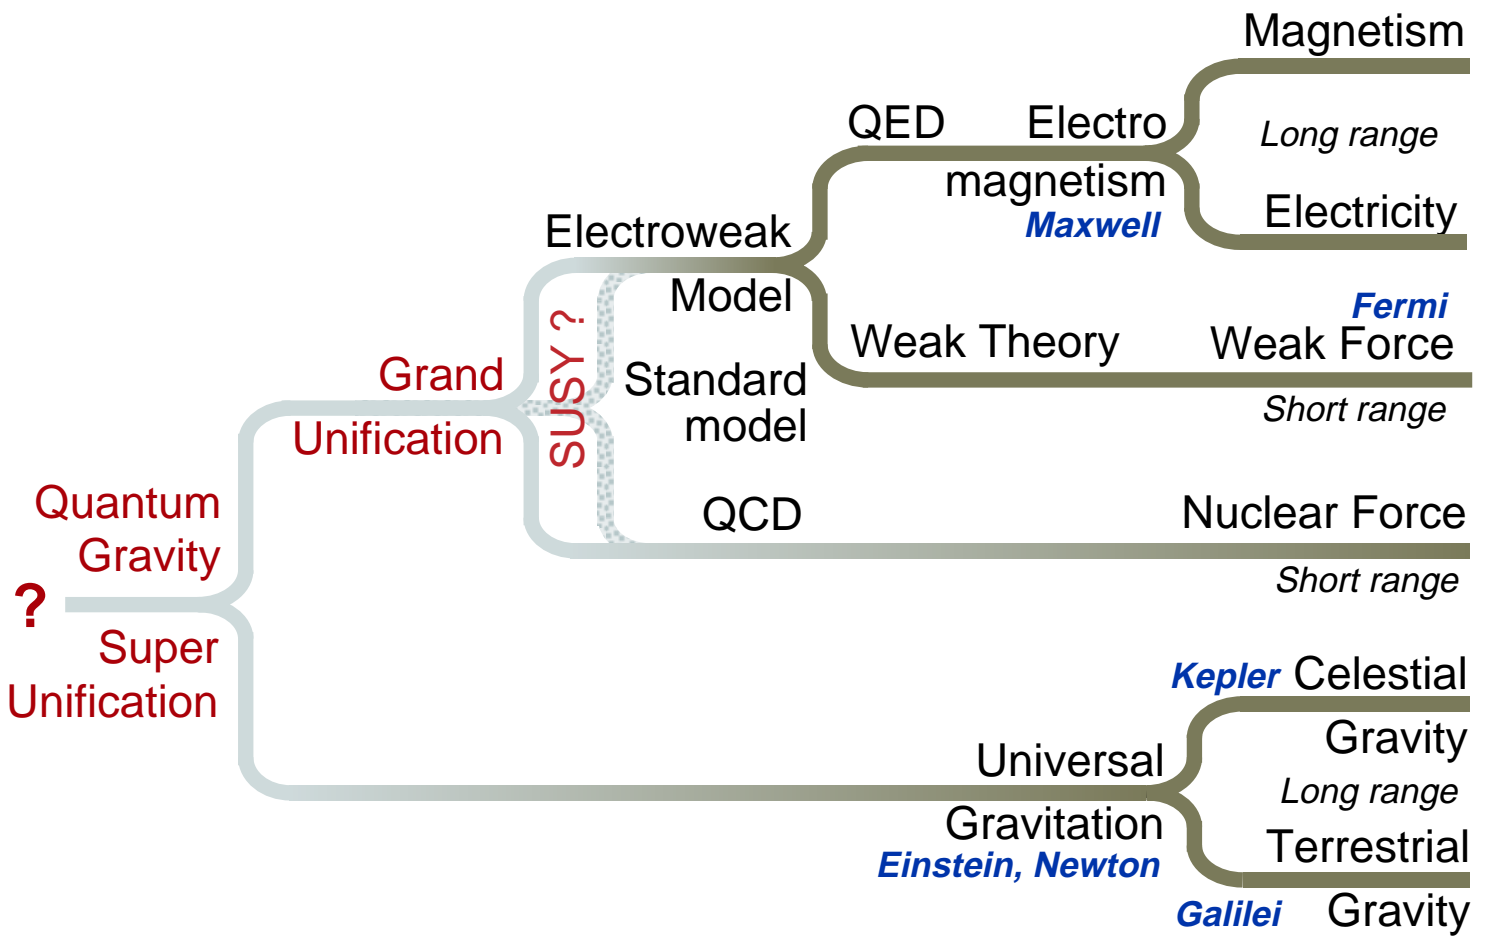 Magnetism
QED
Electro
Long range
magnetism
Maxwell
Electricity
Electroweak
Model
Fermi
Weak Theory
Weak Force
Short range
SUSY ?
Grand
Unification
Standard
model
QCD
Nuclear Force
Short range
Quantum
Gravity
?
Super
Unification
Kepler Celestial
Gravity
Universal
Long range
Gravitation
Einstein, Newton
Terrestrial
Galilei Gravity